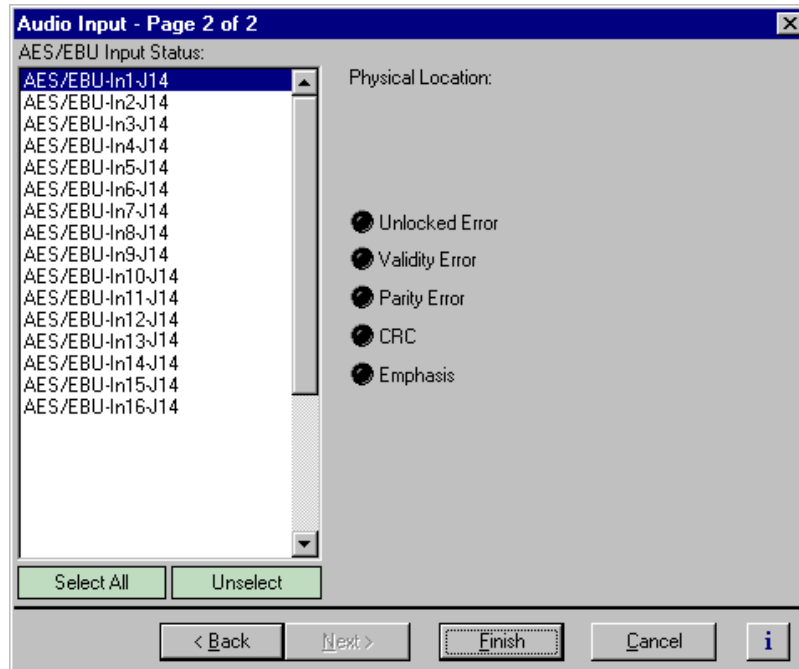 Audio Input - Page 2 of 2
AES/EBU Input Status:
AES/EBU-In1-J14
AES/EBU-In2-J14
AES/EBU-In3-J14
AES/EBU-In4-J14
AES/EBU-In5-J14
AES/EBU-In6-J14
AES/EBU-In7-J14
AES/EBU-In8-J14
AES/EBU-In9-J14
AES/EBU-In10-J14
AES/EBU-In11-J14
AES/EBU-In12-J14
AES/EBU-In13-J14
AES/EBU-In14-J14
AES/EBU-In15-J14
AES/EBU-In16-J14
Physical Location:
Unlocked Error
Validity Error
Parity Error
CRC
Emphasis
Select All
Unselect
< Back
Next >
Finish
Cancel
i